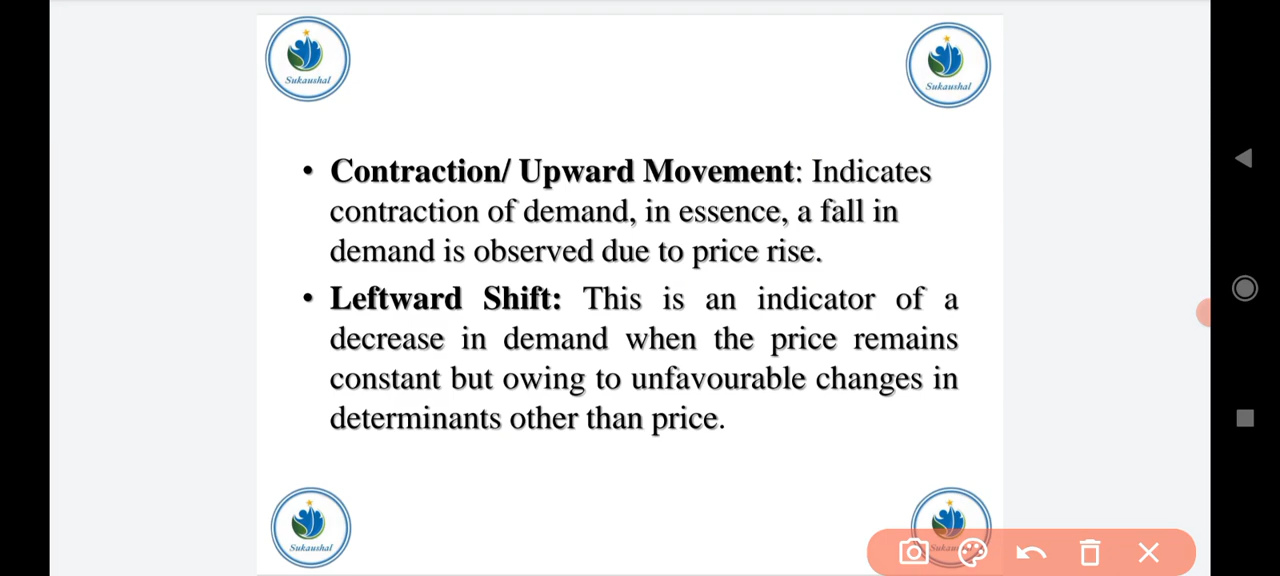 Sukaushal
Sukaushal
• Contraction/ Upward Movement: Indicates
contraction of demand, in essence, a fall in
demand is observed due to price rise.
• Leftward Shift: This is an indicator of a
decrease in demand when the price remains
constant but owing to unfavourable changes in
determinants other than price.
Sukaushal